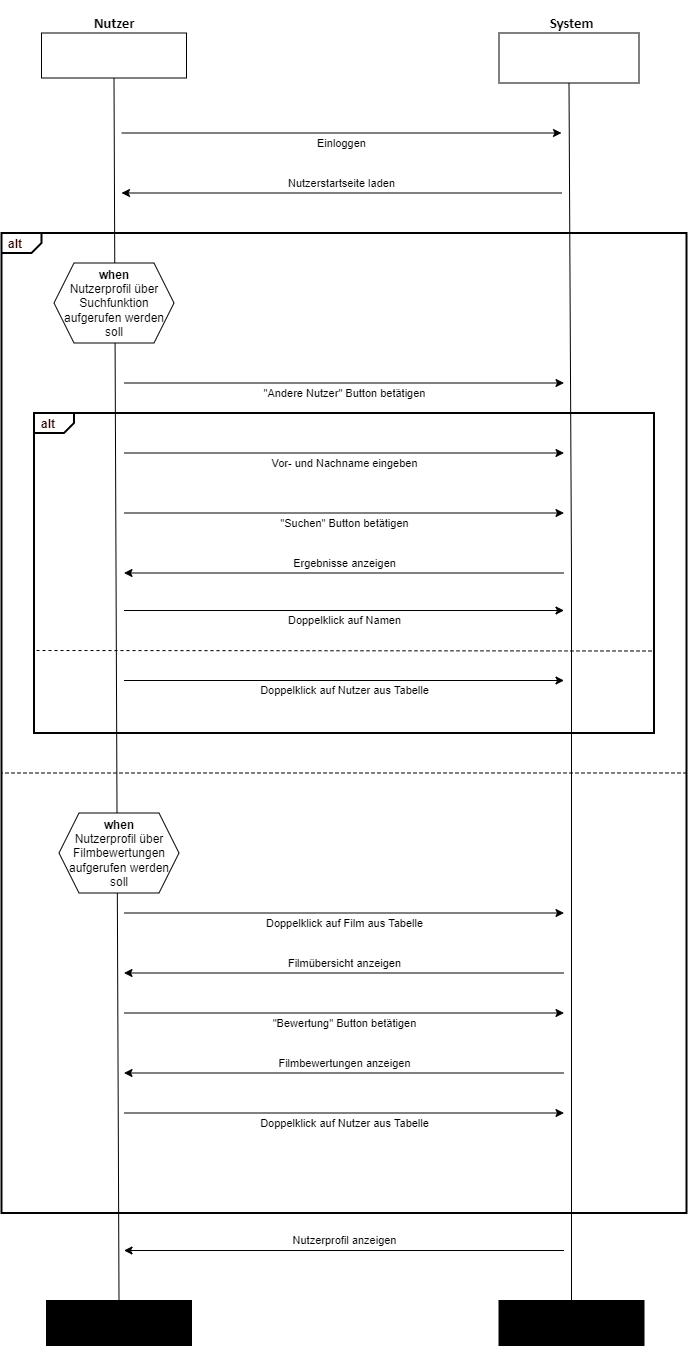 Nutzer
System
Einloggen
Nutzerstartseite laden
alt
when
Nutzerprofil über
Suchfunktion
aufgerufen werden
soll
"Andere Nutzer" Button betätigen
alt
Vor- und Nachname eingeben
"Suchen" Button betätigen
Ergebnisse anzeigen
Doppelklick auf Namen
Doppelklick auf Nutzer aus Tabelle
when
Nutzerprofil über
Filmbewertungen
aufgerufen werden
soll
Doppelklick auf Film aus Tabelle
Filmübersicht anzeigen
"Bewertung" Button betätigen
Filmbewertungen anzeigen
Doppelklick auf Nutzer aus Tabelle
Nutzerprofil anzeigen